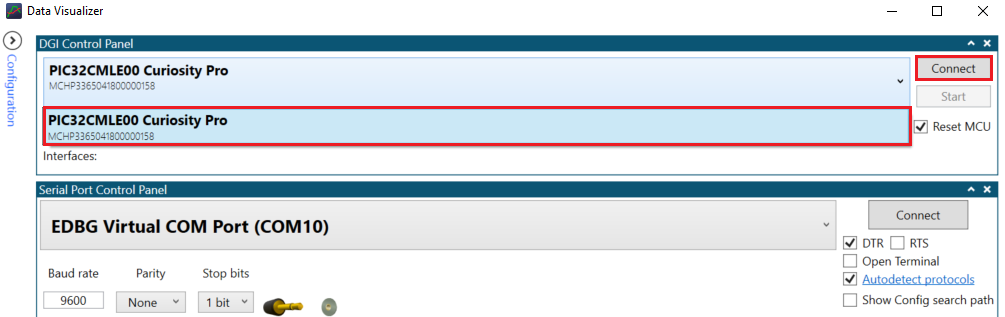 Data Visualizer
Configuration
DGI Control Panel
PIC32CMLE00 Curiosity Pro
MCHP3365041800000158
Connect
Start
PIC32CMLE00 Curiosity Pro
MCHP3365041800000158
Reset MCU
Interfaces:
Serial Port Control Panel
EDBG Virtual COM Port (COM10)
Connect
DTR RTS
Open Terminal
Autodetect protocols
Show Config search path
Baud rate Parity Stop bits
9600 None 1 bit